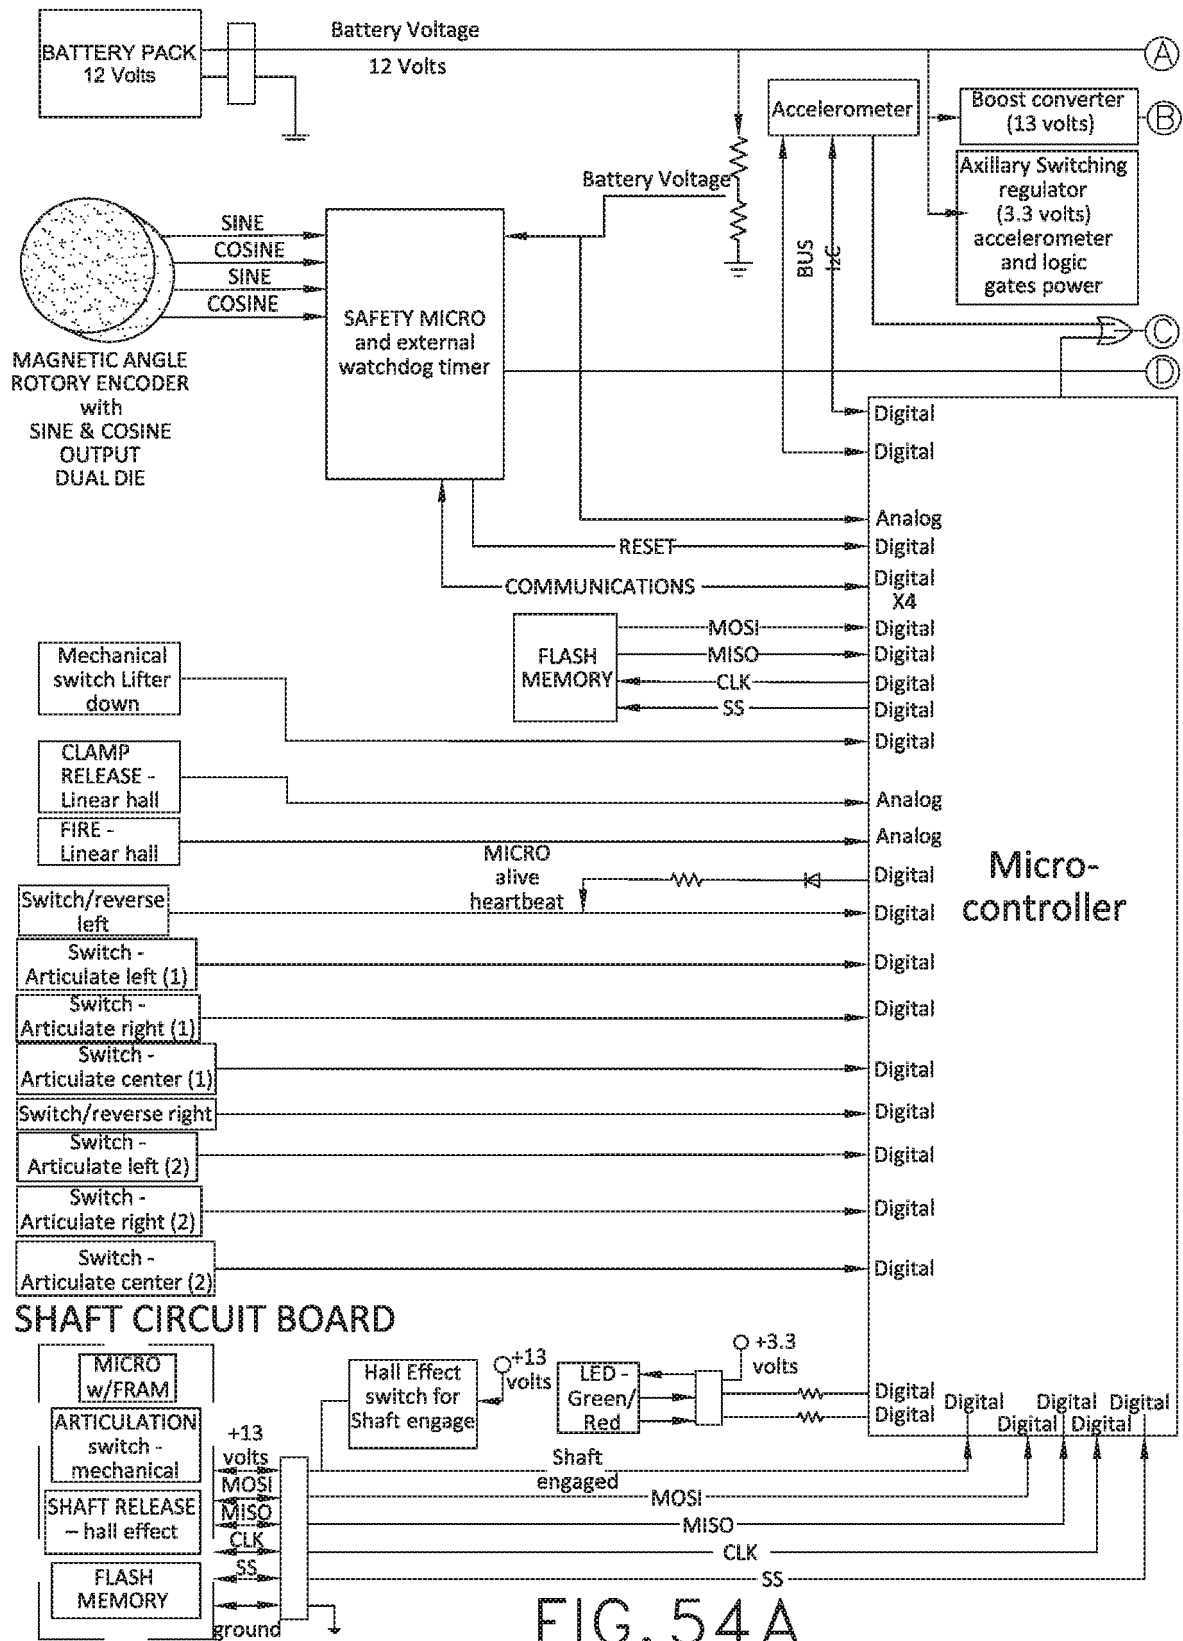 BATTERY PACK
12 Volts
Battery Voltage
12 Volts
A
Accelerometer
Boost converter
(13 volts)
B
Axillary Switching
regulator
(3.3 volts)
accelerometer
and logic
gates power
Battery Voltage
BUS
I2C
SINE
COSINE
SINE
COSINE
SAFETY MICRO
and external
watchdog timer
C
D
MAGNETIC ANGLE
ROTORY ENCODER
with
SINE & COSINE
OUTPUT
DUAL DIE
Digital
Digital
Analog
RESET
Digital
COMMUNICATIONS
Digital
X4
FLASH
MEMORY
MOSI
Digital
MISO
Digital
CLK
Digital
SS
Digital
Mechanical
switch Lifter
down
Digital
CLAMP
RELEASE -
Linear hall
Analog
FIRE -
Linear hall
Analog
MICRO
alive
heartbeat
Digital
Micro-
controller
Switch/reverse
left
Digital
Switch -
Articulate left (1)
Digital
Switch -
Articulate right (1)
Digital
Switch -
Articulate center (1)
Digital
Switch/reverse right
Digital
Switch -
Articulate left (2)
Digital
Switch -
Articulate right (2)
Digital
Switch -
Articulate center (2)
Digital
SHAFT CIRCUIT BOARD
MICRO
w/FRAM
ARTICULATION
switch -
mechanical
SHAFT RELEASE
– hall effect
FLASH
MEMORY
+13
volts
MOSI
MISO
CLK
SS
ground
Hall Effect
switch for
Shaft engage
+13
volts
LED -
Green/
Red
+3.3
volts
Digital
Digital
Digital
Digital
Digital
Digital
Digital
Shaft
engaged
MOSI
MISO
CLK
SS
FIG. 54A